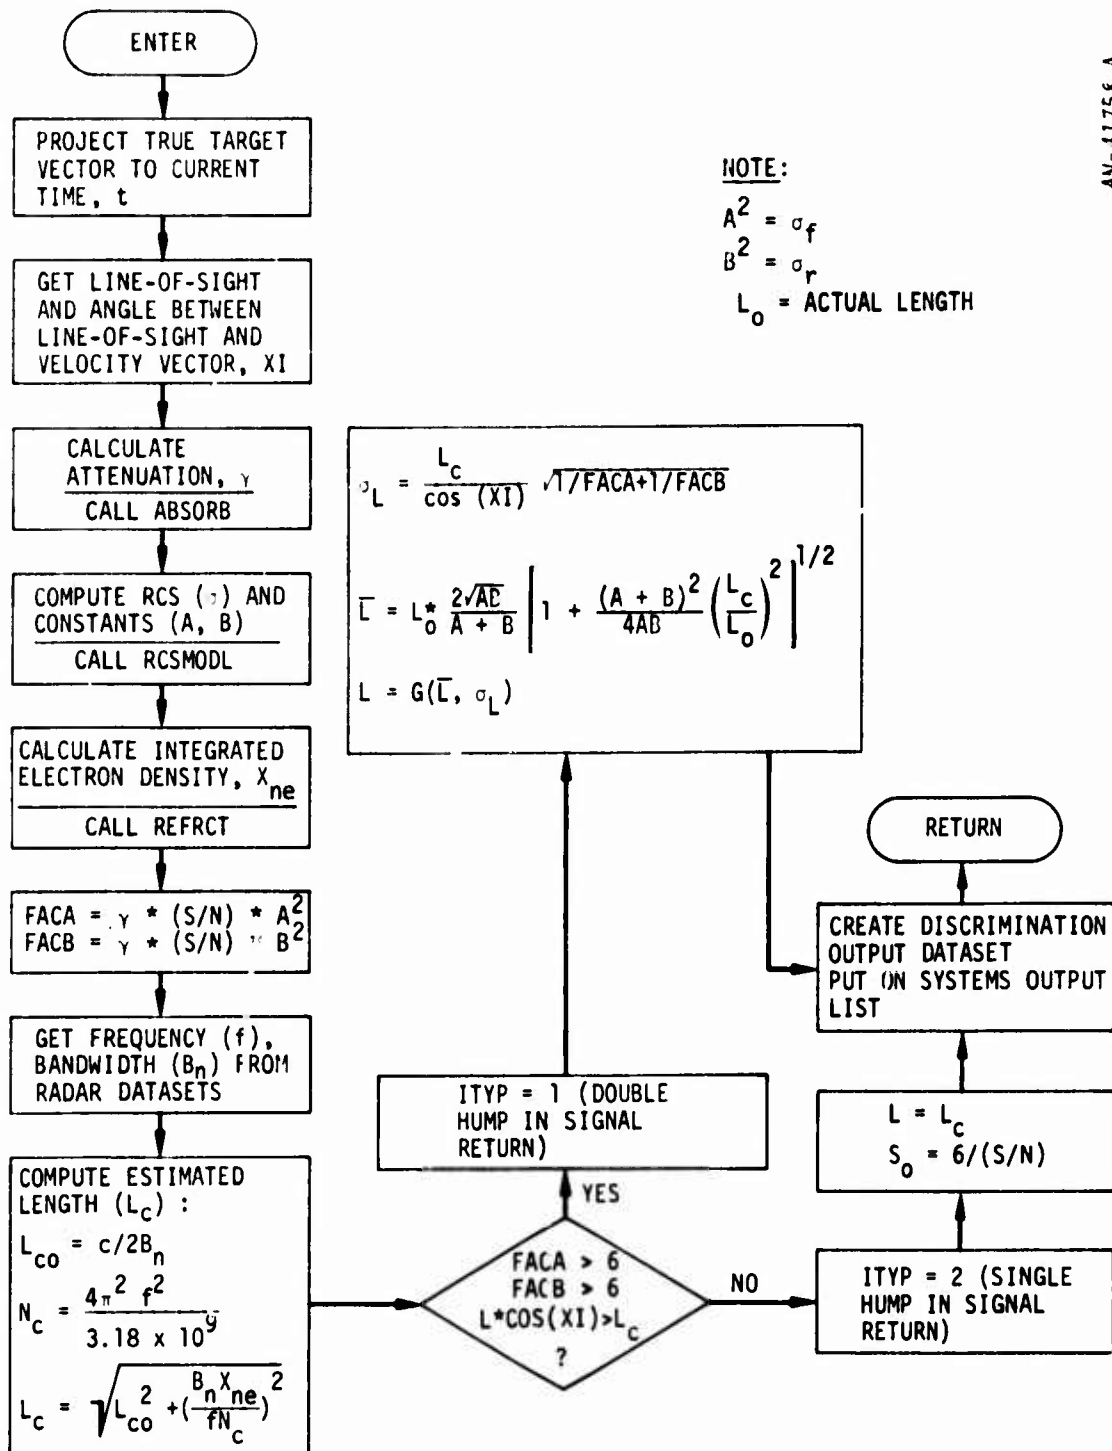 ENTER
PROJECT TRUE TARGET
VECTOR TO CURRENT
TIME, t
GET LINE-OF-SIGHT
AND ANGLE BETWEEN
LINE-OF-SIGHT AND
VELOCITY VECTOR, XI
CALCULATE
ATTENUATION, γ
CALL ABSORB
COMPUTE RCS (σ) AND
CONSTANTS (A, B)
CALL RCSMODL
CALCULATE INTEGRATED
ELECTRON DENSITY, X_ne
CALL REFRCT
FACA = γ * (S/N) * A^2
FACB = γ * (S/N) * B^2
GET FREQUENCY (f),
BANDWIDTH (B_n) FROM
RADAR DATASETS
COMPUTE ESTIMATED
LENGTH (L_c) :
L_co = c/2B_n
N_c = 4π^2 f^2 / 3.18 x 10^9
L_c = √(L_co^2 + (B_n X_ne / fN_c)^2)
FACA > 6
FACB > 6
L*COS(XI)>L_c
?
YES
NO
ITYP = 1 (DOUBLE
HUMP IN SIGNAL
RETURN)
σ_L = L_c / cos (XI) √1/FACA+1/FACB
L̅ = L_o* 2√AB / A + B |1 + (A + B)^2 / 4AB (L_c / L_o)^2|^1/2
L = G(L̅, σ_L)
ITYP = 2 (SINGLE
HUMP IN SIGNAL
RETURN)
L = L_c
S_o = 6/(S/N)
CREATE DISCRIMINATION
OUTPUT DATASET
PUT ON SYSTEMS OUTPUT
LIST
RETURN
NOTE:
A^2 = σ_f
B^2 = σ_r
L_o = ACTUAL LENGTH